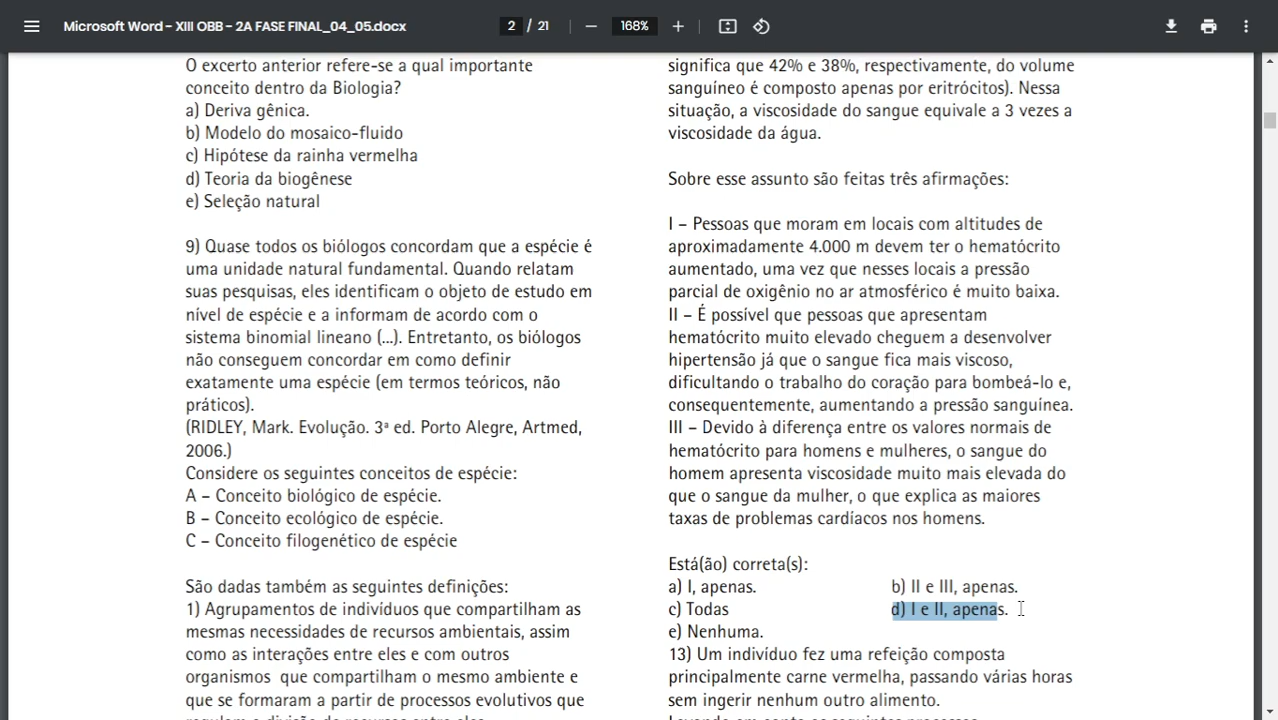 Microsoft Word - XIII OBB - 2A FASE FINAL_04_05.docx
2 / 21
168%
O excerto anterior refere-se a qual importante
conceito dentro da Biologia?
a) Deriva gênica.
b) Modelo do mosaico-fluido
c) Hipótese da rainha vermelha
d) Teoria da biogênese
e) Seleção natural
9) Quase todos os biólogos concordam que a espécie é
uma unidade natural fundamental. Quando relatam
suas pesquisas, eles identificam o objeto de estudo em
nível de espécie e a informam de acordo com o
sistema binomial lineano (...). Entretanto, os biólogos
não conseguem concordar em como definir
exatamente uma espécie (em termos teóricos, não
práticos).
(RIDLEY, Mark. Evolução. 3ª ed. Porto Alegre, Artmed,
2006.)
Considere os seguintes conceitos de espécie:
A – Conceito biológico de espécie.
B – Conceito ecológico de espécie.
C – Conceito filogenético de espécie
São dadas também as seguintes definições:
1) Agrupamentos de indivíduos que compartilham as
mesmas necessidades de recursos ambientais, assim
como as interações entre eles e com outros
organismos que compartilham o mesmo ambiente e
que se formaram a partir de processos evolutivos que
regulam a divisão de recursos entre eles
significa que 42% e 38%, respectivamente, do volume
sanguíneo é composto apenas por eritrócitos). Nessa
situação, a viscosidade do sangue equivale a 3 vezes a
viscosidade da água.
Sobre esse assunto são feitas três afirmações:
I – Pessoas que moram em locais com altitudes de
aproximadamente 4.000 m devem ter o hematócrito
aumentado, uma vez que nesses locais a pressão
parcial de oxigênio no ar atmosférico é muito baixa.
II – É possível que pessoas que apresentam
hematócrito muito elevado cheguem a desenvolver
hipertensão já que o sangue fica mais viscoso,
dificultando o trabalho do coração para bombeá-lo e,
consequentemente, aumentando a pressão sanguínea.
III – Devido à diferença entre os valores normais de
hematócrito para homens e mulheres, o sangue do
homem apresenta viscosidade muito mais elevada do
que o sangue da mulher, o que explica as maiores
taxas de problemas cardíacos nos homens.
Está(ão) correta(s):
a) I, apenas. b) II e III, apenas.
c) Todas d) I e II, apenas.
e) Nenhuma.
13) Um indivíduo fez uma refeição composta
principalmente carne vermelha, passando várias horas
sem ingerir nenhum outro alimento.